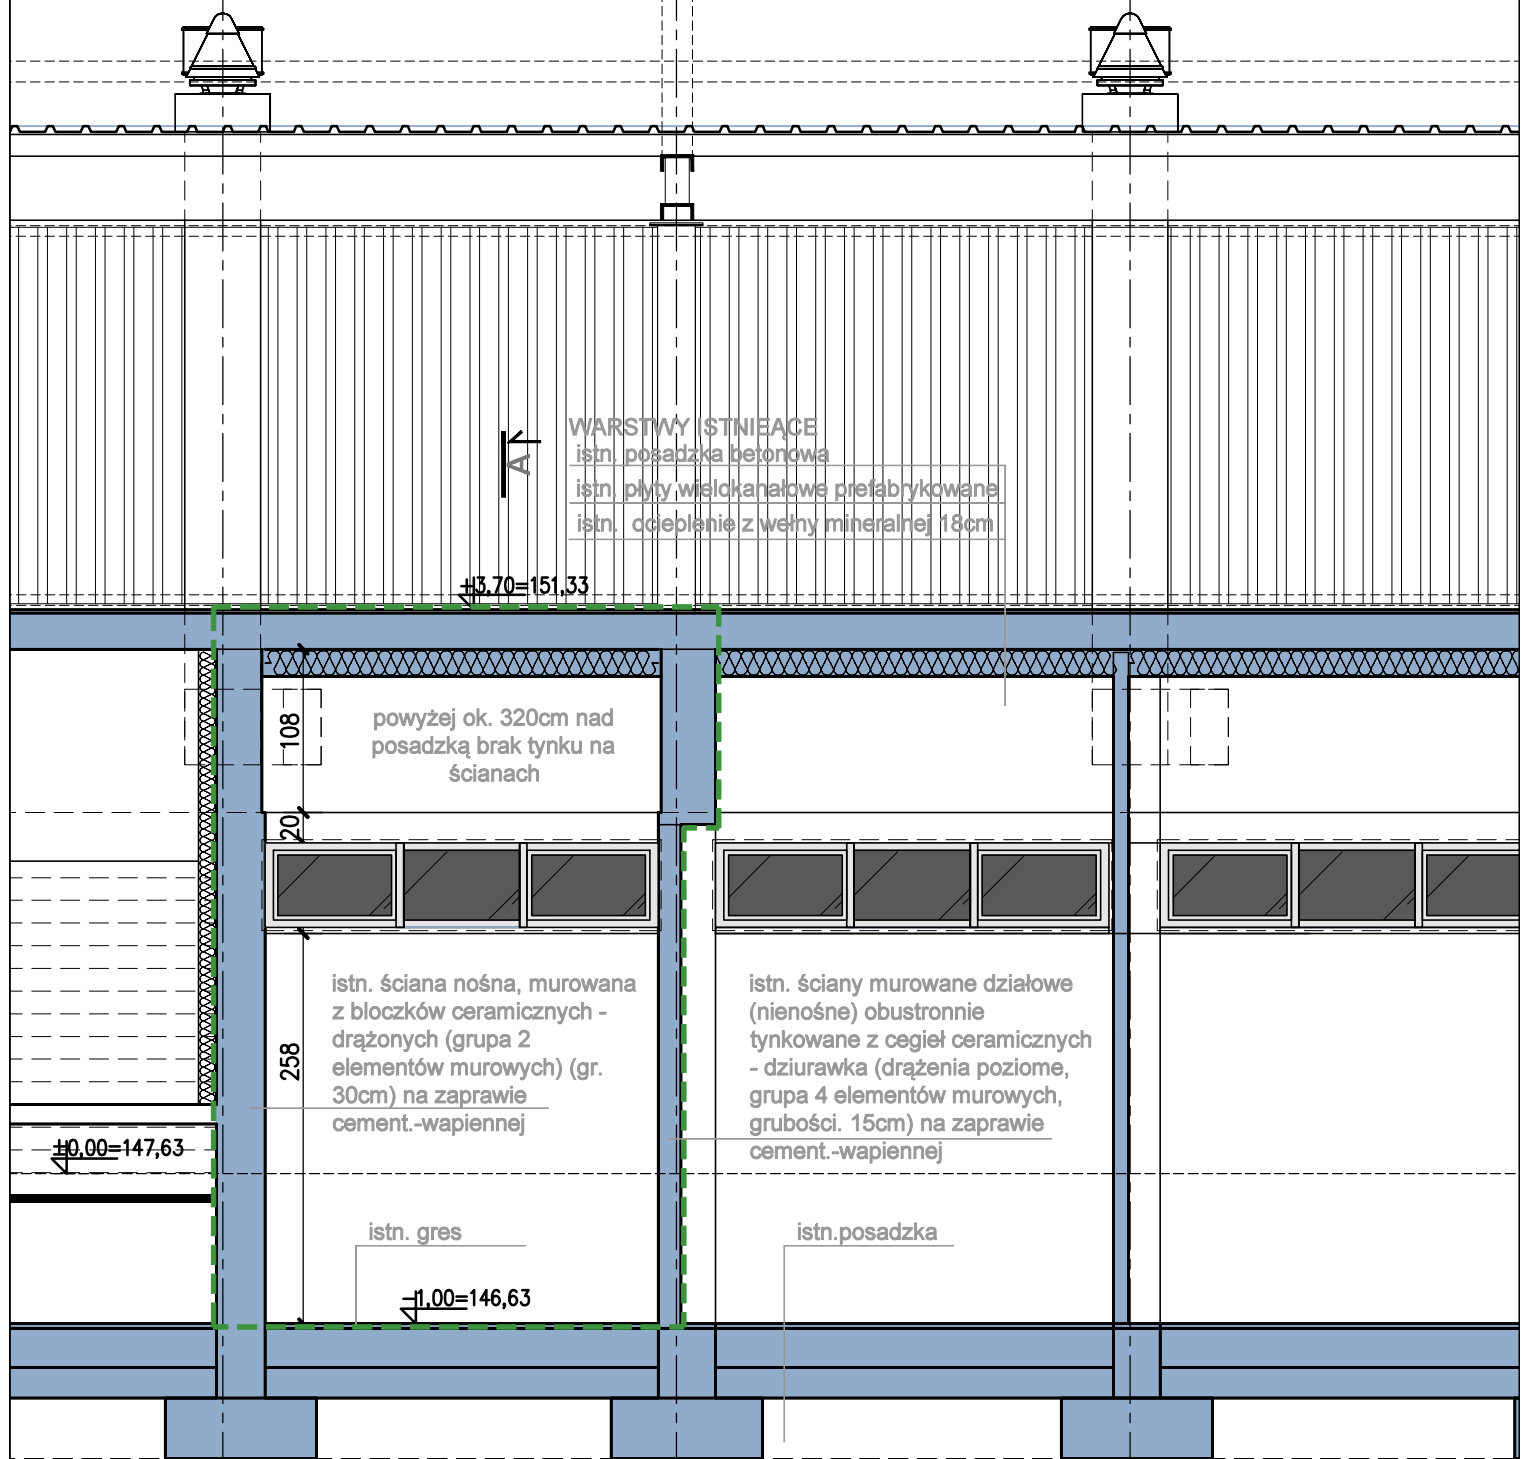 WARSTWY ISTNIEĄCE
istn. posadzka betonowa
istn. płyty wielokanałowe prefabrykowane
istn. ocieblenie z wełny mineralnej 18cm
A
+3,70=151,33
108
powyżej ok. 320cm nad
posadzką brak tynku na
ścianach
20
258
istn. ściana nośna, murowana
z bloczków ceramicznych -
drążonych (grupa 2
elementów murowych) (gr.
30cm) na zaprawie
cement.-wapiennej
istn. ściany murowane działowe
(nienośne) obustronnie
tynkowane z cegieł ceramicznych
- dziurawka (drążenia poziome,
grupa 4 elementów murowych,
grubości. 15cm) na zaprawie
cement.-wapiennej
±0,00=147,63
istn. gres
istn.posadzka
-1,00=146,63